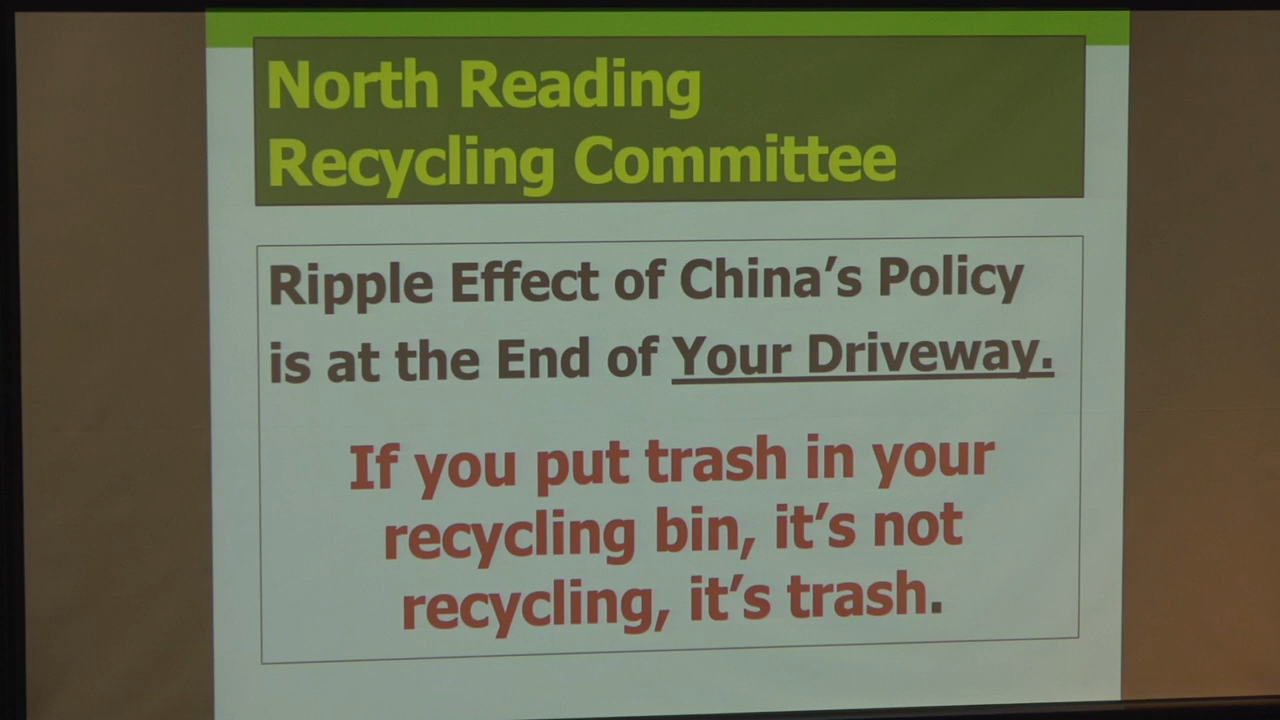 North Reading
Recycling Committee
Ripple Effect of China's Policy
is at the End of Your Driveway.
If you put trash in your
recycling bin, it's not
recycling, it's trash.